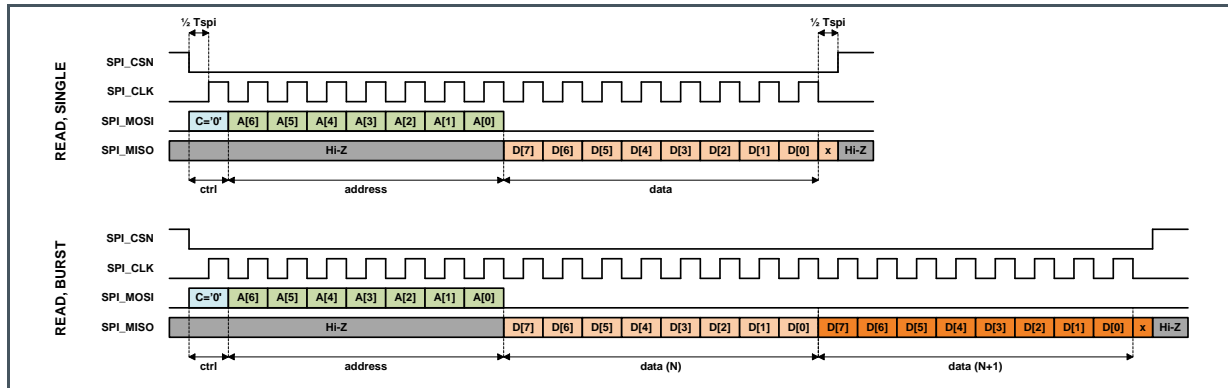 ½ Tspi ½ Tspi
READ, SINGLE
SPI_CSN
SPI_CLK
SPI_MOSI C='0' A[6] A[5] A[4] A[3] A[2] A[1] A[0]
SPI_MISO Hi-Z D[7] D[6] D[5] D[4] D[3] D[2] D[1] D[0] x Hi-Z
ctrl address data
READ, BURST
SPI_CSN
SPI_CLK
SPI_MOSI C='0' A[6] A[5] A[4] A[3] A[2] A[1] A[0]
SPI_MISO Hi-Z D[7] D[6] D[5] D[4] D[3] D[2] D[1] D[0] D[7] D[6] D[5] D[4] D[3] D[2] D[1] D[0] x Hi-Z
ctrl address data (N) data (N+1)